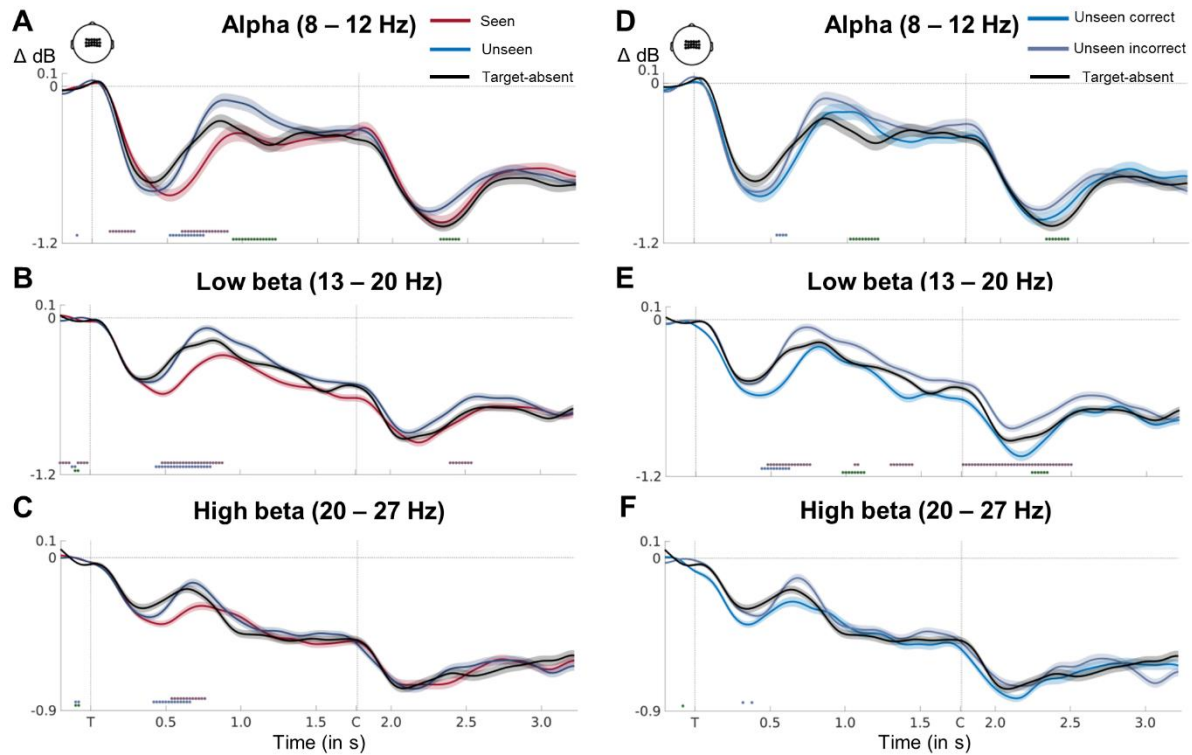 A
Alpha (8 – 12 Hz)
Seen
Unseen
Target-absent
Δ dB
0.1
0
-1.2
B
Low beta (13 – 20 Hz)
0.1
0
-1.2
C
High beta (20 – 27 Hz)
0.1
0
-0.9
T
0.5
1.0
1.5
C
2.0
2.5
3.0
Time (in s)
D
Alpha (8 – 12 Hz)
Unseen correct
Unseen incorrect
Target-absent
Δ dB
0.1
0
-1.2
E
Low beta (13 – 20 Hz)
0.1
0
-1.2
F
High beta (20 – 27 Hz)
0.1
0
-0.9
T
0.5
1.0
1.5
C
2.0
2.5
3.0
Time (in s)